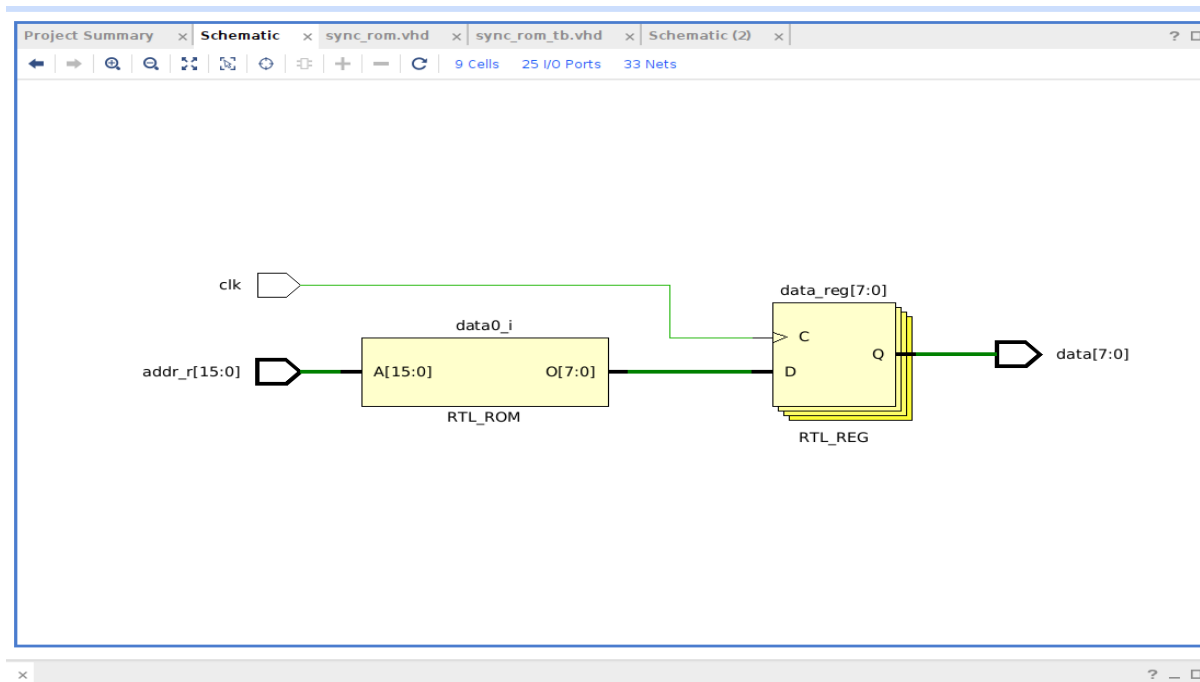 Project Summary × Schematic × sync_rom.vhd × sync_rom_tb.vhd × Schematic (2) × ?
9 Cells 25 I/O Ports 33 Nets
data_reg[7:0]
clk
data0_i
C
Q
data[7:0]
addr_r[15:0]
A[15:0] O[7:0]
D
RTL_ROM
RTL_REG
× ?